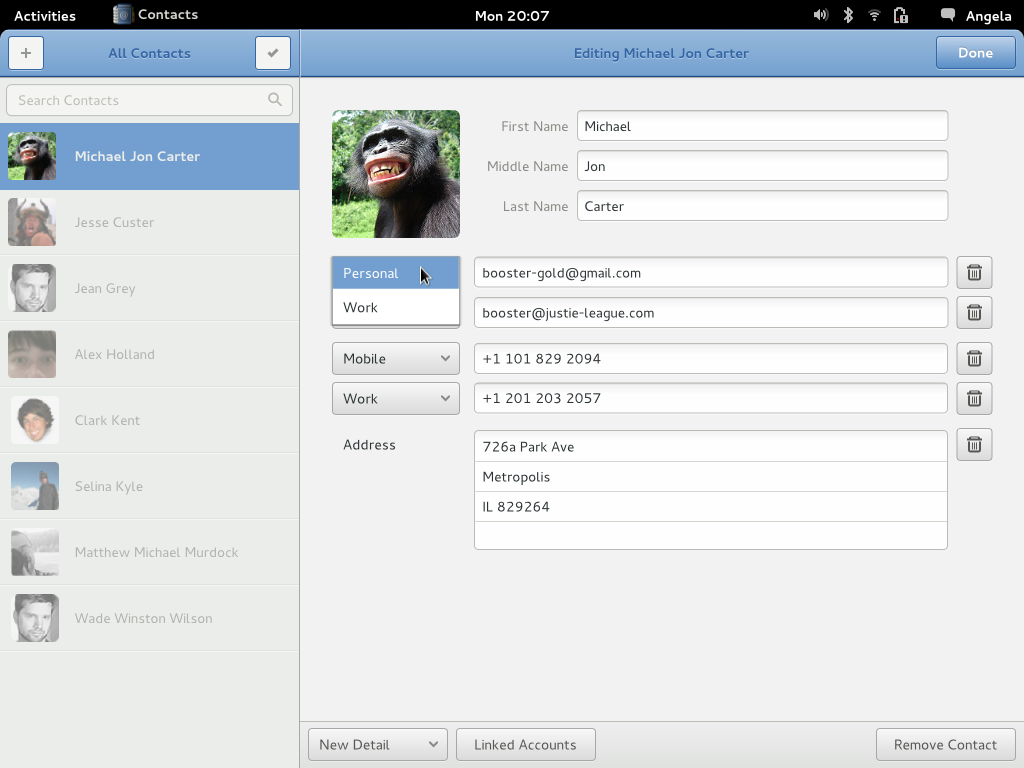 Activities Contacts Mon 20:07 Angela
All Contacts Editing Michael Jon Carter Done
Search Contacts
Michael Jon Carter
Jesse Custer
Jean Grey
Alex Holland
Clark Kent
Selina Kyle
Matthew Michael Murdock
Wade Winston Wilson
First Name Michael
Middle Name Jon
Last Name Carter
Personal booster-gold@gmail.com
Work booster@justie-league.com
Mobile +1 101 829 2094
Work +1 201 203 2057
Address 726a Park Ave
Metropolis
IL 829264
New Detail Linked Accounts Remove Contact